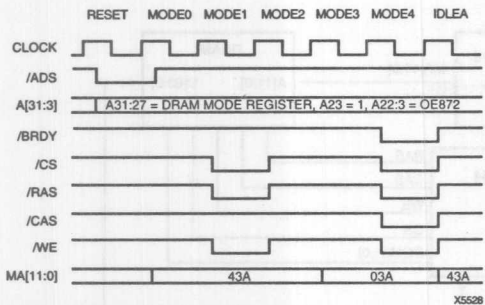 RESET MODE0 MODE1 MODE2 MODE3 MODE4 IDLEA
CLOCK
/ADS
A[31:3] A31:27 = DRAM MODE REGISTER, A23 = 1, A22:3 = OE872
/BRDY
/CS
/RAS
/CAS
/WE
MA[11:0] 43A 03A 43A
X5528